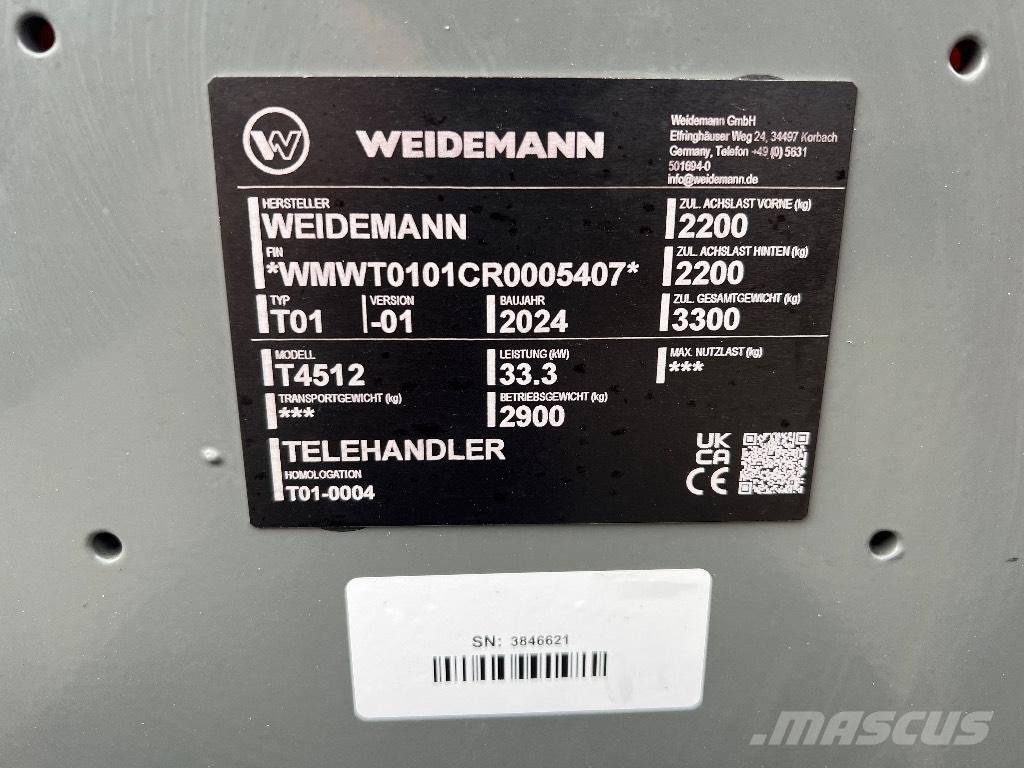 WEIDEMANN
Weidemann GmbH
Elfringhäuser Weg 24, 34497 Korbach
Germany, Telefon +49 (0) 5631
501694-0
info@weidemann.de
HERSTELLER
WEIDEMANN
FIN
*WMWT0101CR0005407*
TYP
T01
VERSION
-01
BAUJAHR
2024
ZUL. ACHSLAST VORNE (kg)
2200
ZUL. ACHSLAST HINTEN (kg)
2200
ZUL. GESAMTGEWICHT (kg)
3300
MODELL
T4512
LEISTUNG (kW)
33.3
MAX. NUTZLAST (kg)
***
TRANSPORTGEWICHT (kg)
***
BETRIEBSGEWICHT (kg)
2900
TELEHANDLER
HOMOLOGATION
T01-0004
UK
CA
CE
SN: 3846621
MASCUS